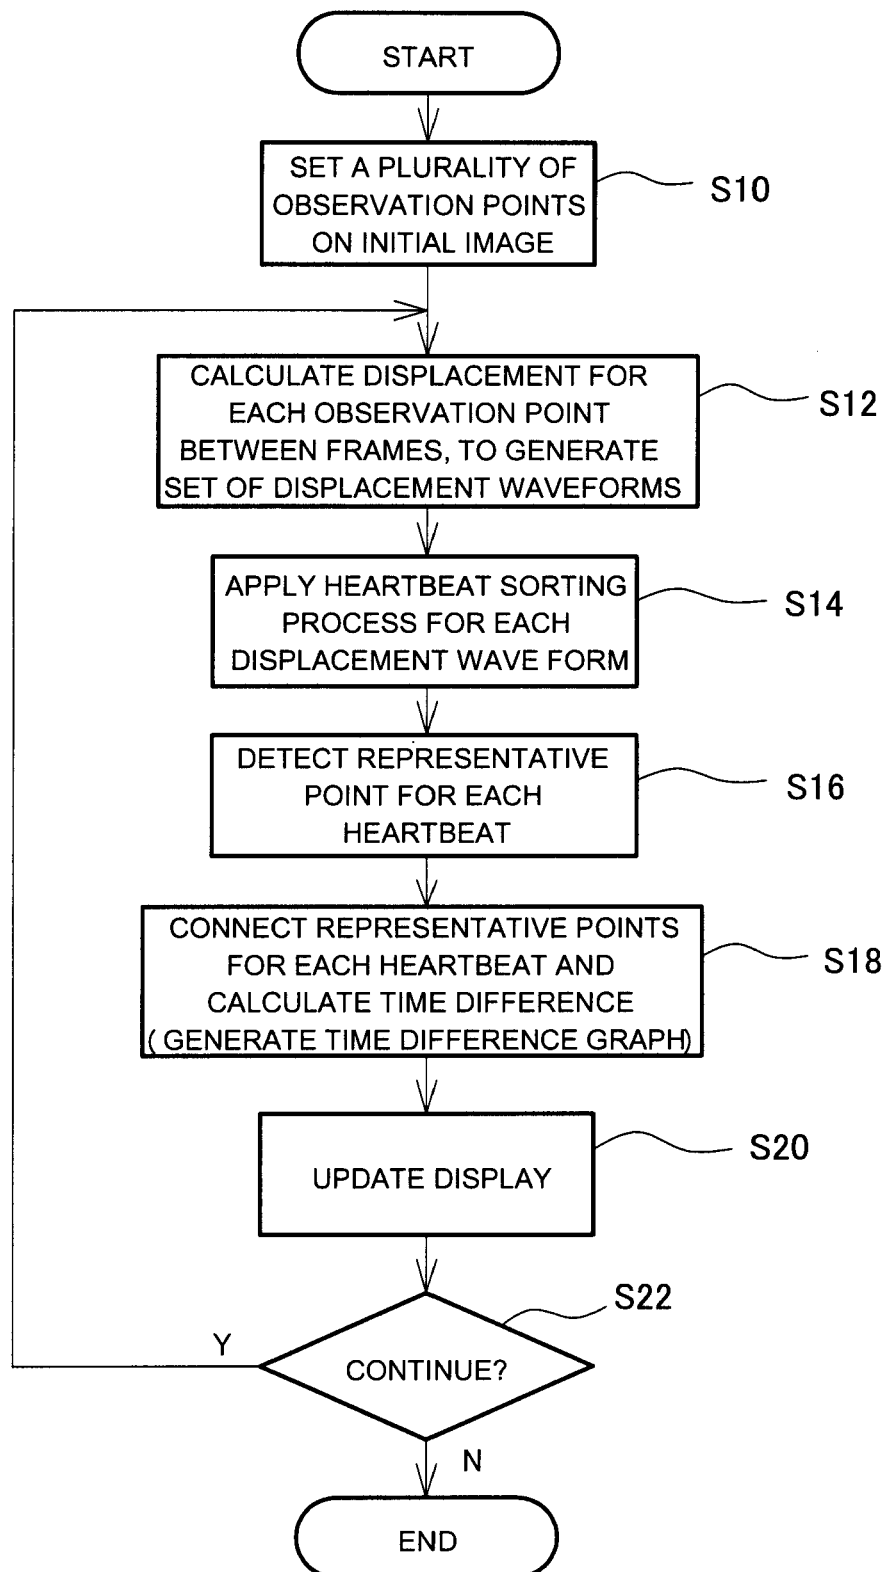 START
SET A PLURALITY OF
OBSERVATION POINTS
ON INITIAL IMAGE
S10
CALCULATE DISPLACEMENT FOR
EACH OBSERVATION POINT
BETWEEN FRAMES, TO GENERATE
SET OF DISPLACEMENT WAVEFORMS
S12
APPLY HEARTBEAT SORTING
PROCESS FOR EACH
DISPLACEMENT WAVE FORM
S14
DETECT REPRESENTATIVE
POINT FOR EACH
HEARTBEAT
S16
CONNECT REPRESENTATIVE POINTS
FOR EACH HEARTBEAT AND
CALCULATE TIME DIFFERENCE
( GENERATE TIME DIFFERENCE GRAPH)
S18
UPDATE DISPLAY
S20
CONTINUE?
S22
Y
N
END